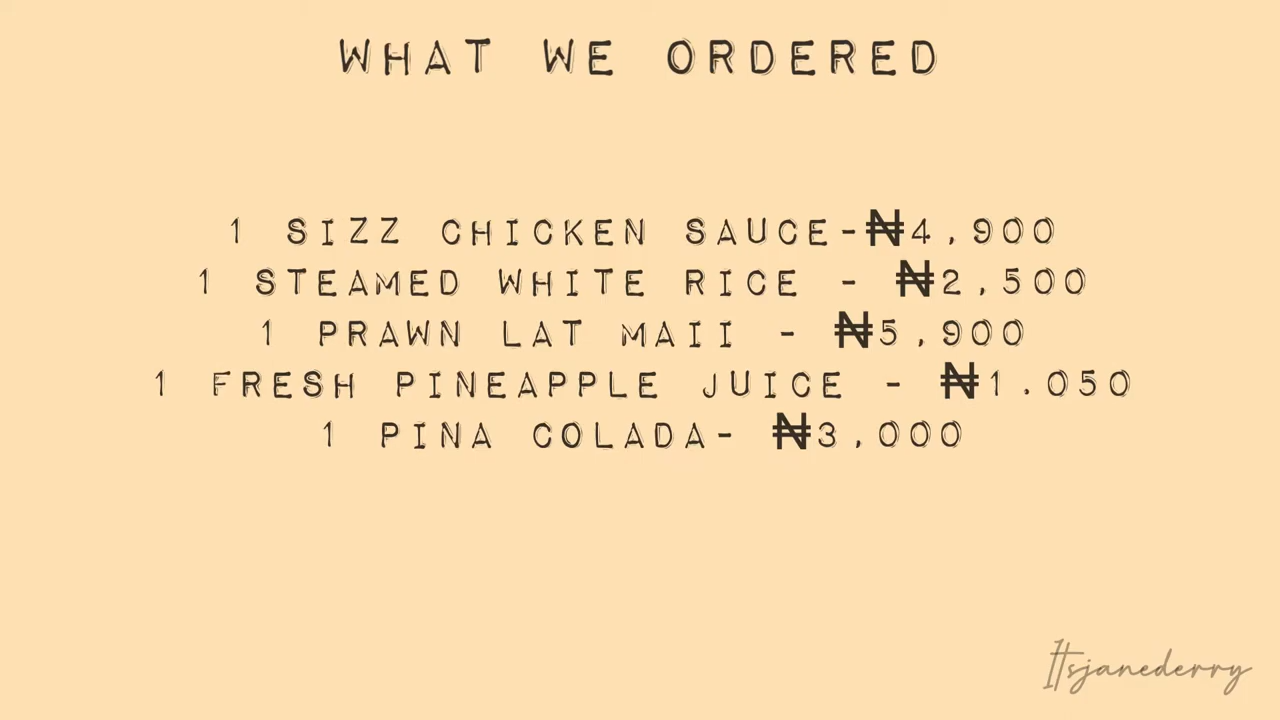 WHAT WE ORDERED
1 SIZZ CHICKEN SAUCE-₦4,900
1 STEAMED WHITE RICE - ₦2,500
1 PRAWN LAT MAII - ₦5,900
1 FRESH PINEAPPLE JUICE - ₦1.050
1 PINA COLADA- ₦3,000
Itsjanederry